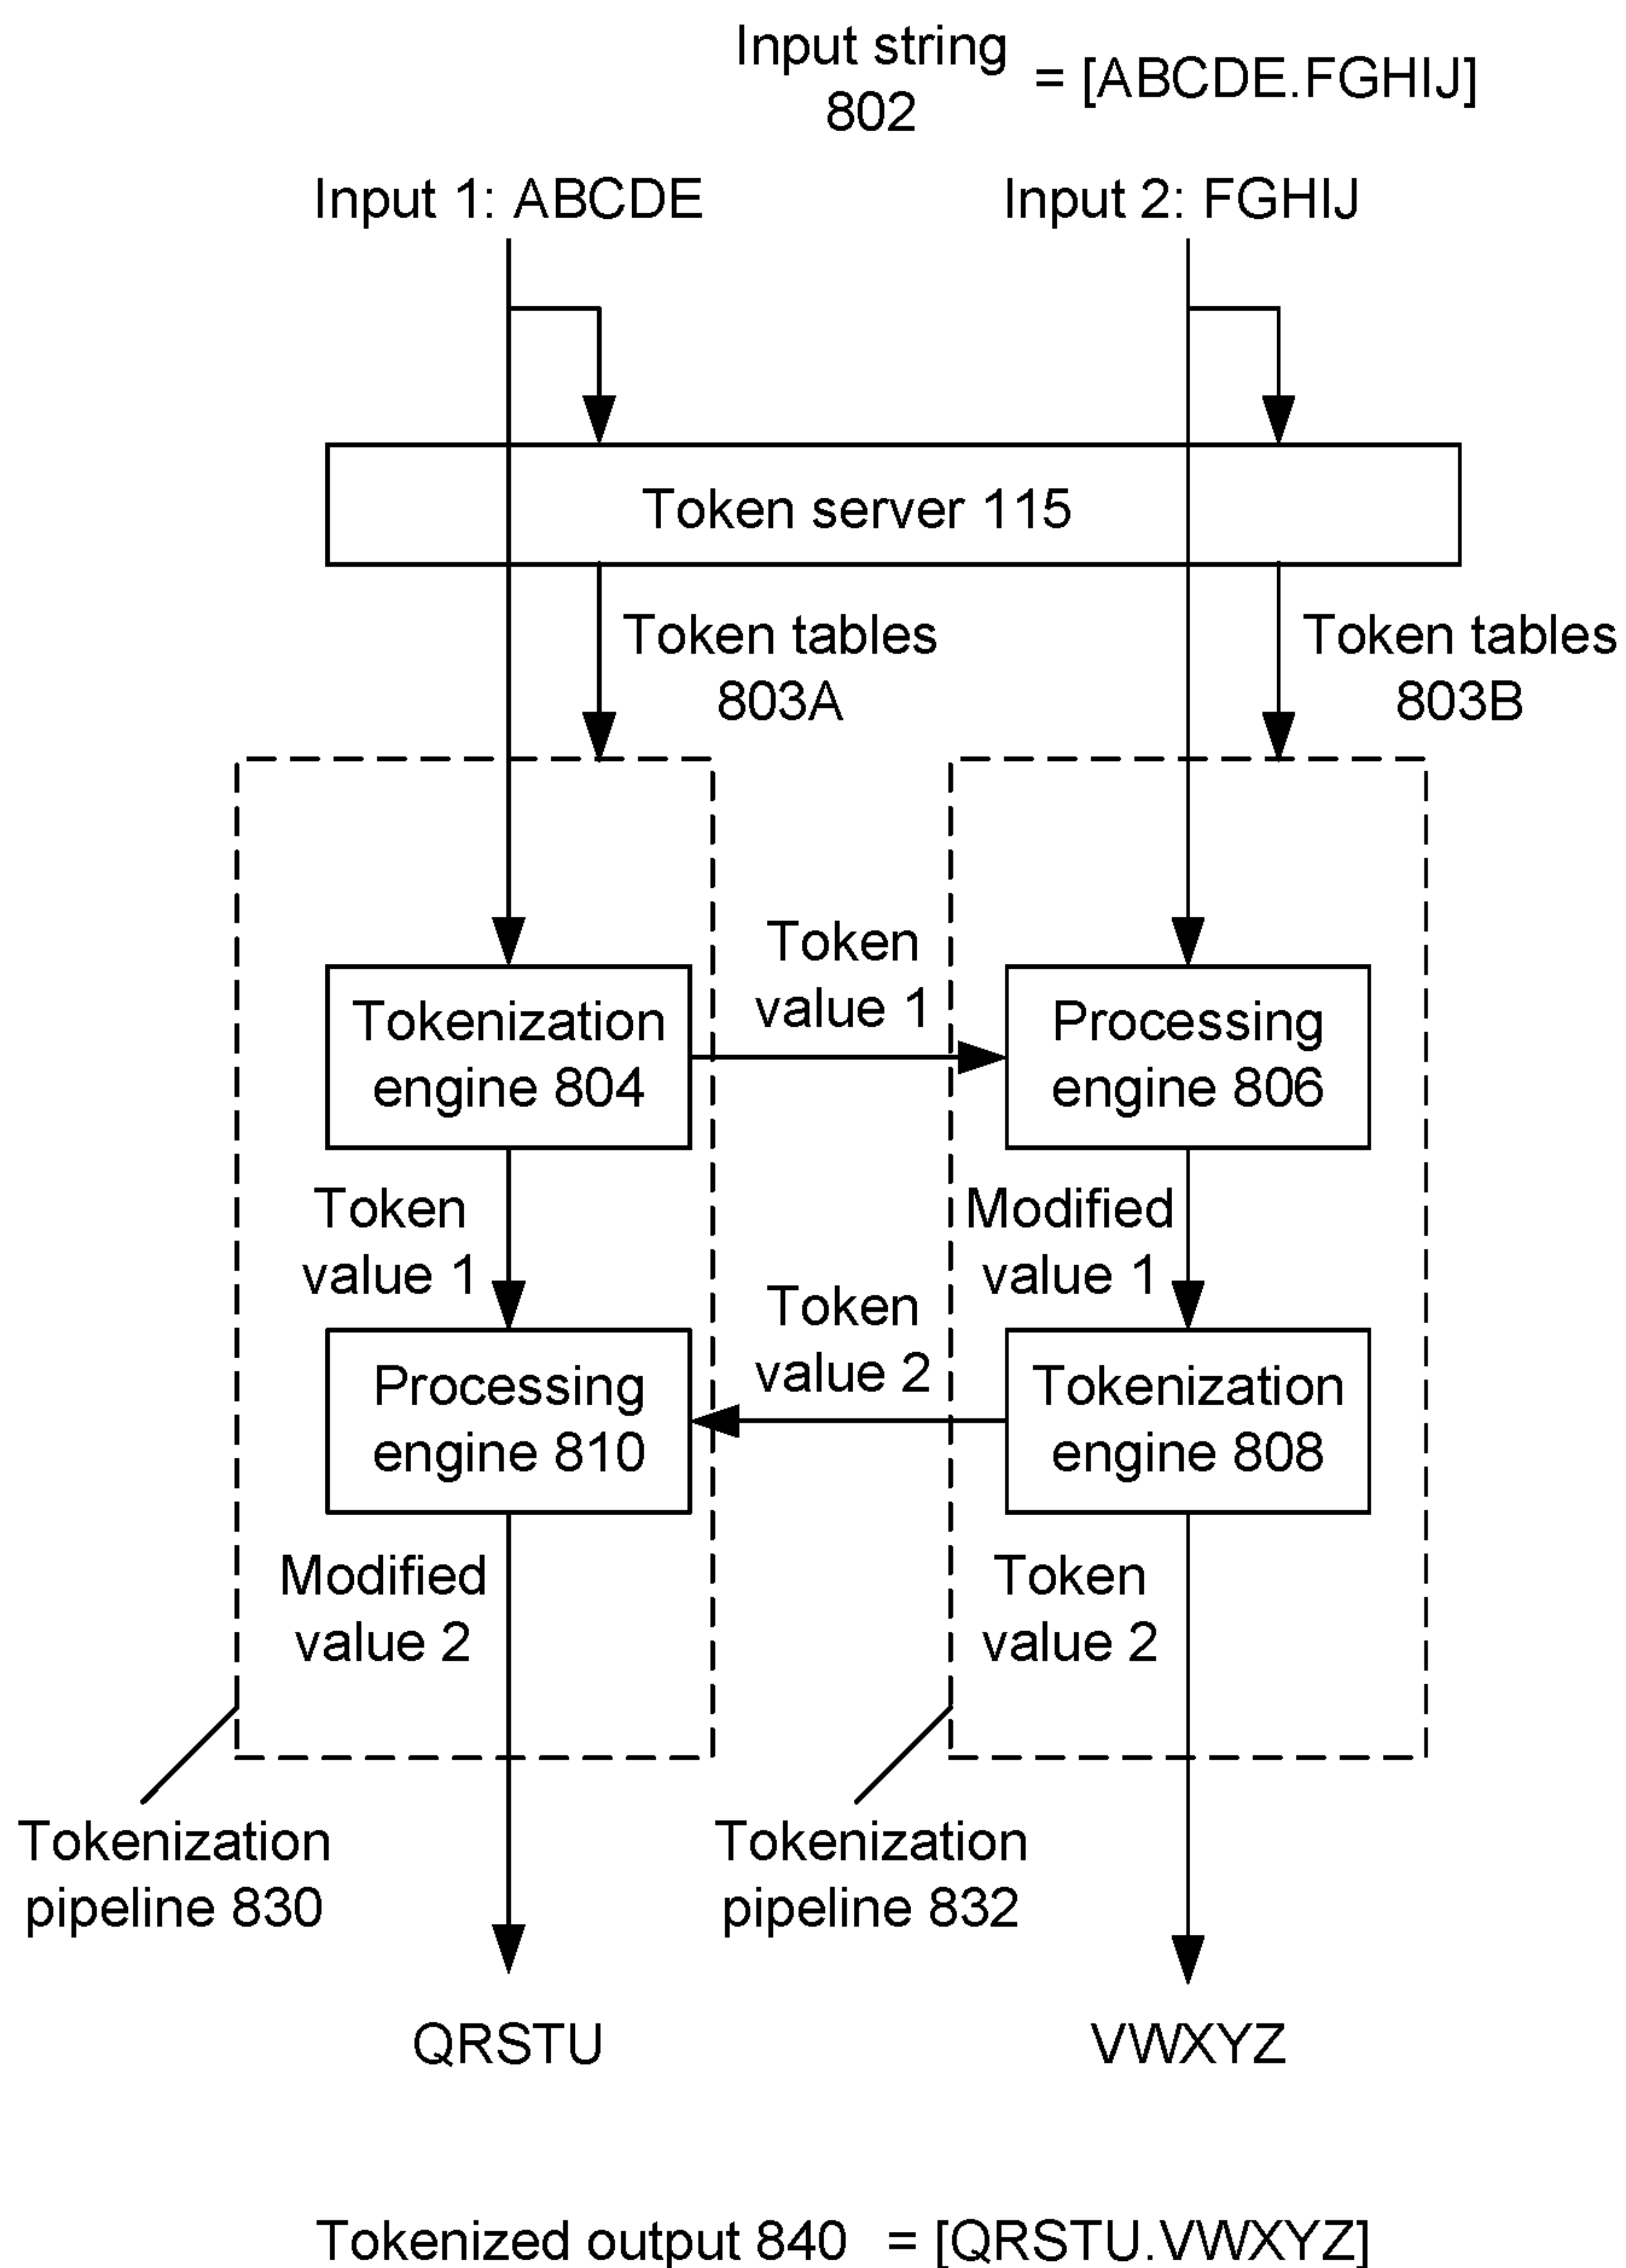 Input string
802
= [ABCDE.FGHIJ]
Input 1: ABCDE
Input 2: FGHIJ
Token server 115
Token tables
803A
Token tables
803B
Token
value 1
Tokenization
engine 804
Processing
engine 806
Token
value 1
Modified
value 1
Token
value 2
Processing
engine 810
Tokenization
engine 808
Modified
value 2
Token
value 2
Tokenization
pipeline 830
Tokenization
pipeline 832
QRSTU
VWXYZ
Tokenized output 840 = [QRSTU.VWXYZ]